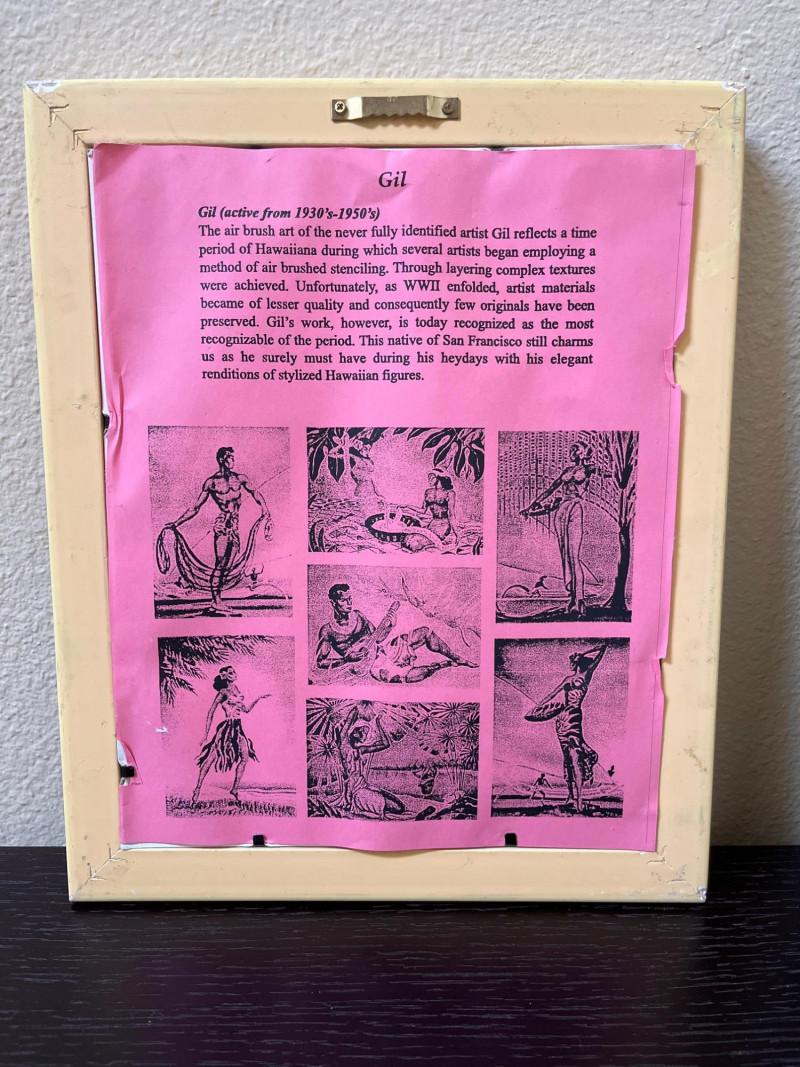 Gil
Gil (active from 1930's-1950's)
The air brush art of the never fully identified artist Gil reflects a time
period of Hawaiiana during which several artists began employing a
method of air brushed stenciling. Through layering complex textures
were achieved. Unfortunately, as WWII enfolded, artist materials
became of lesser quality and consequently few originals have been
preserved. Gil's work, however, is today recognized as the most
recognizable of the period. This native of San Francisco still charms
us as he surely must have during his heydays with his elegant
renditions of stylized Hawaiian figures.